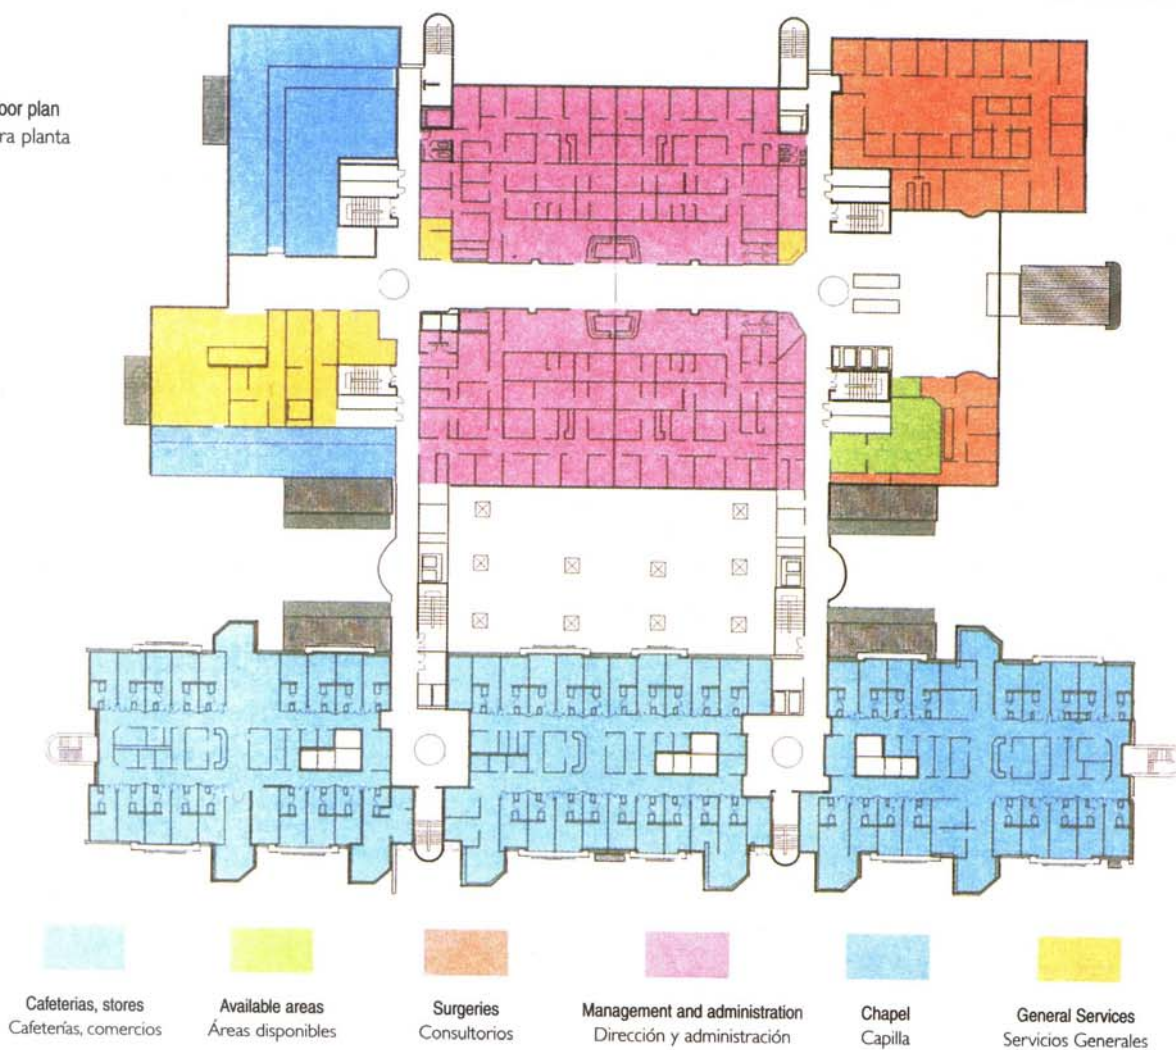 oor plan
ra planta
Cafeterias, stores
Cafeterías, comercios
Available areas
Áreas disponibles
Surgeries
Consultorios
Management and administration
Dirección y administración
Chapel
Capilla
General Services
Servicios Generales